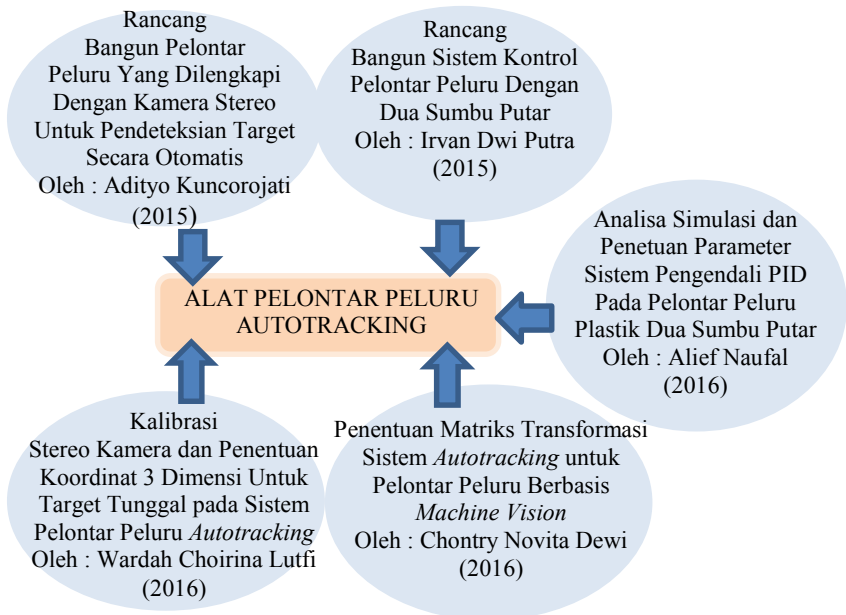 Rancang
Bangun Pelontar
Peluru Yang Dilengkapi
Dengan Kamera Stereo
Untuk Pendeteksian Target
Secara Otomatis
Oleh : Adityo Kuncorojati
(2015)
Rancang
Bangun Sistem Kontrol
Pelontar Peluru Dengan
Dua Sumbu Putar
Oleh : Irvan Dwi Putra
(2015)
Analisa Simulasi dan
Penetuan Parameter
Sistem Pengendali PID
Pada Pelontar Peluru
Plastik Dua Sumbu Putar
Oleh : Alief Naufal
(2016)
ALAT PELONTAR PELURU
AUTOTRACKING
Kalibrasi
Stereo Kamera dan Penentuan
Koordinat 3 Dimensi Untuk
Target Tunggal pada Sistem
Pelontar Peluru Autotracking
Oleh : Wardah Choirina Lutfi
(2016)
Penentuan Matriks Transformasi
Sistem Autotracking untuk
Pelontar Peluru Berbasis
Machine Vision
Oleh : Chontry Novita Dewi
(2016)